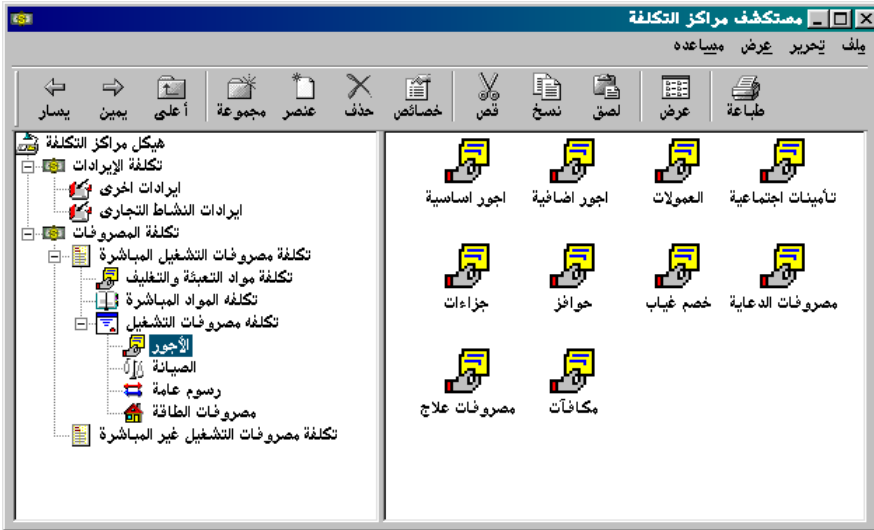 مستكشف مراكز التكلفة
ملف تحرير عرض مساعده
طباعة عرض لصق نسخ قص خصائص حذف عنصر مجموعة أعلى يمين يسار
هيكل مراكز التكلفة
تكلفة الإيرادات
ايرادات اخرى
ايرادات النشاط التجارى
تكلفة المصروفات
تكلفة مصروفات التشغيل المباشرة
تكلفة مواد التعبئة والتغليف
تكلفه المواد المباشرة
تكلفه مصروفات التشغيل
الأجور
الصيانة
رسوم عامة
مصروفات الطاقة
تكلفة مصروفات التشغيل غير المباشرة
تأمينات اجتماعية العمولات اجور اضافية اجور اساسية
مصروفات الدعاية خصم غياب حوافز جزاءات
مكافآت مصروفات علاج